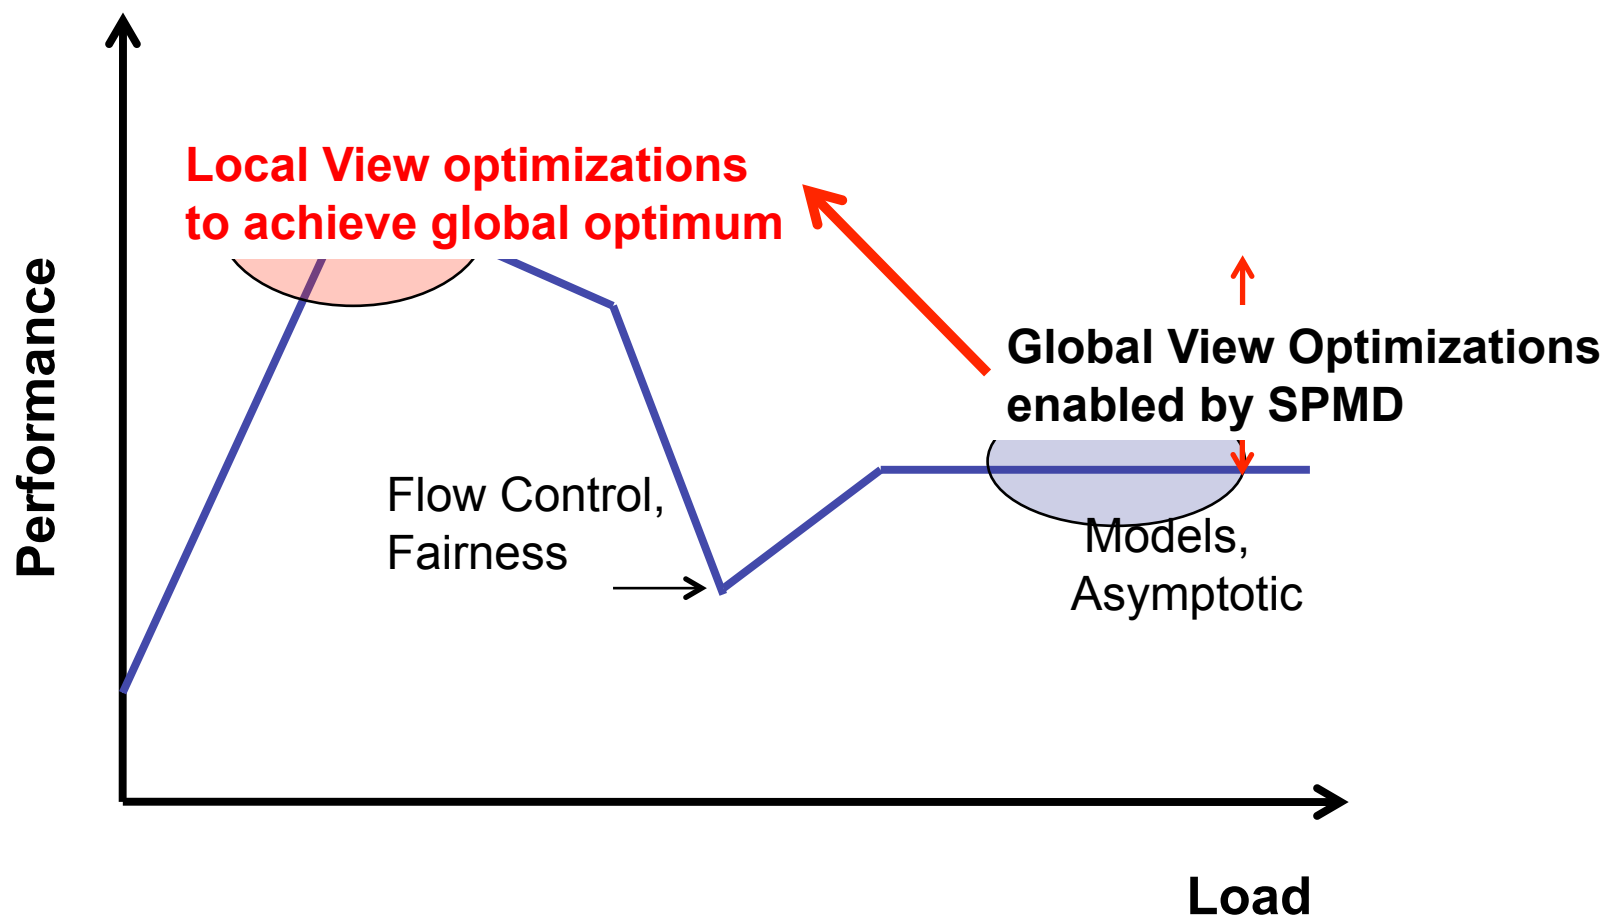 Local View optimizations
to achieve global optimum
Performance
Global View Optimizations
enabled by SPMD
Flow Control,
Fairness
Models,
Asymptotic
Load